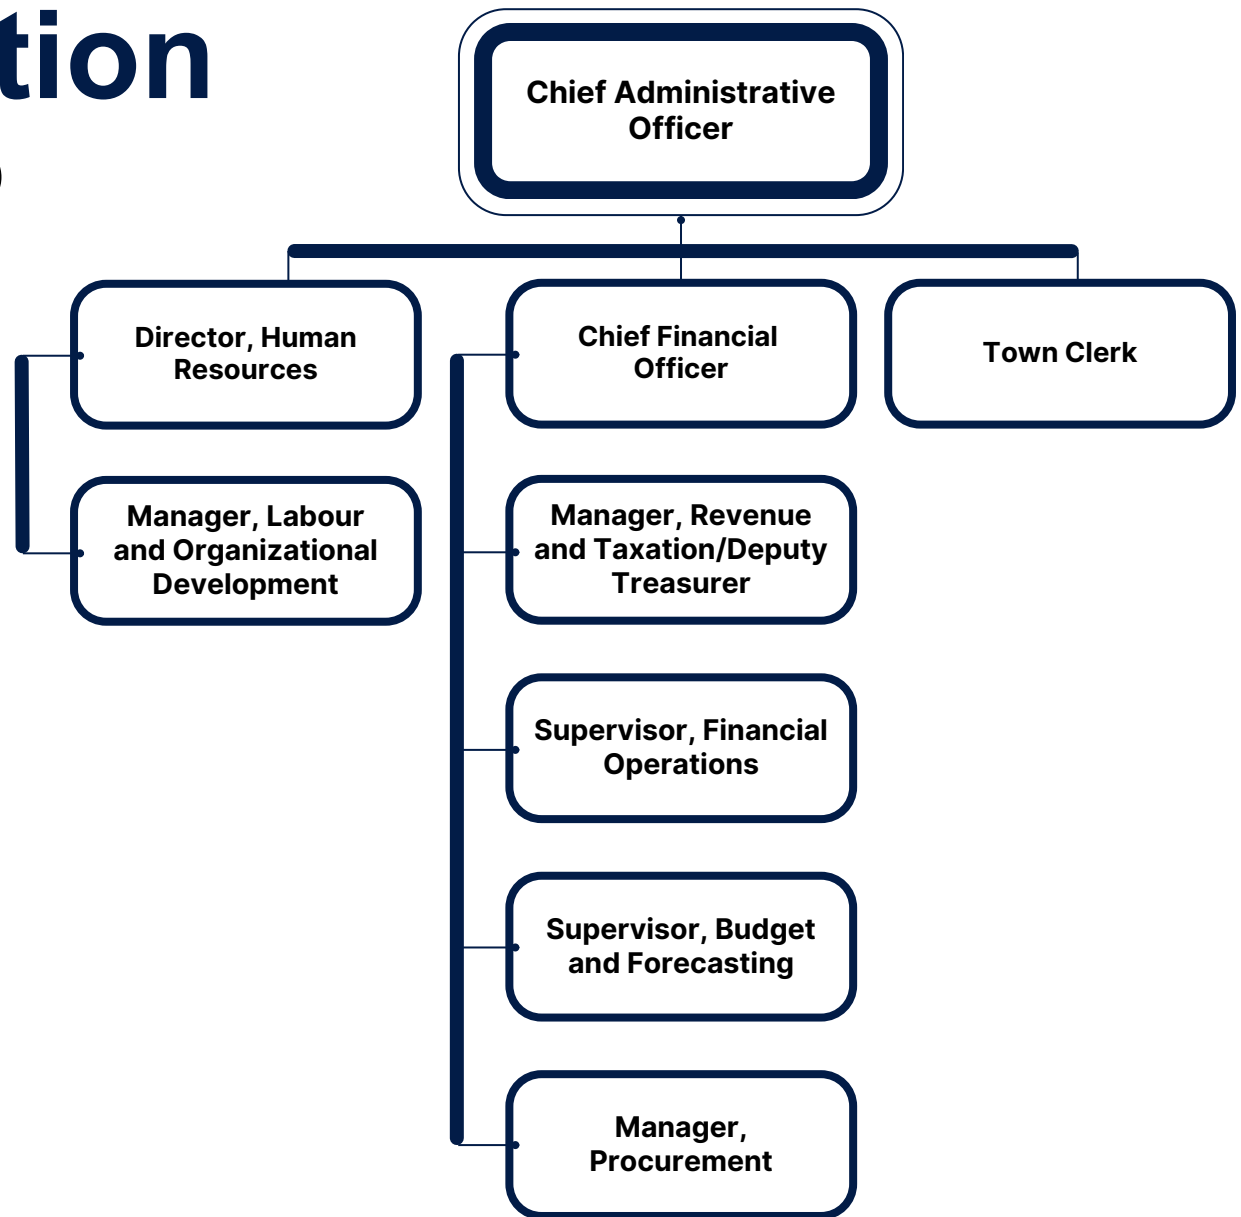 tion
)
Chief Administrative
Officer
Director, Human
Resources
Chief Financial
Officer
Town Clerk
Manager, Labour
and Organizational
Development
Manager, Revenue
and Taxation/Deputy
Treasurer
Supervisor, Financial
Operations
Supervisor, Budget
and Forecasting
Manager,
Procurement